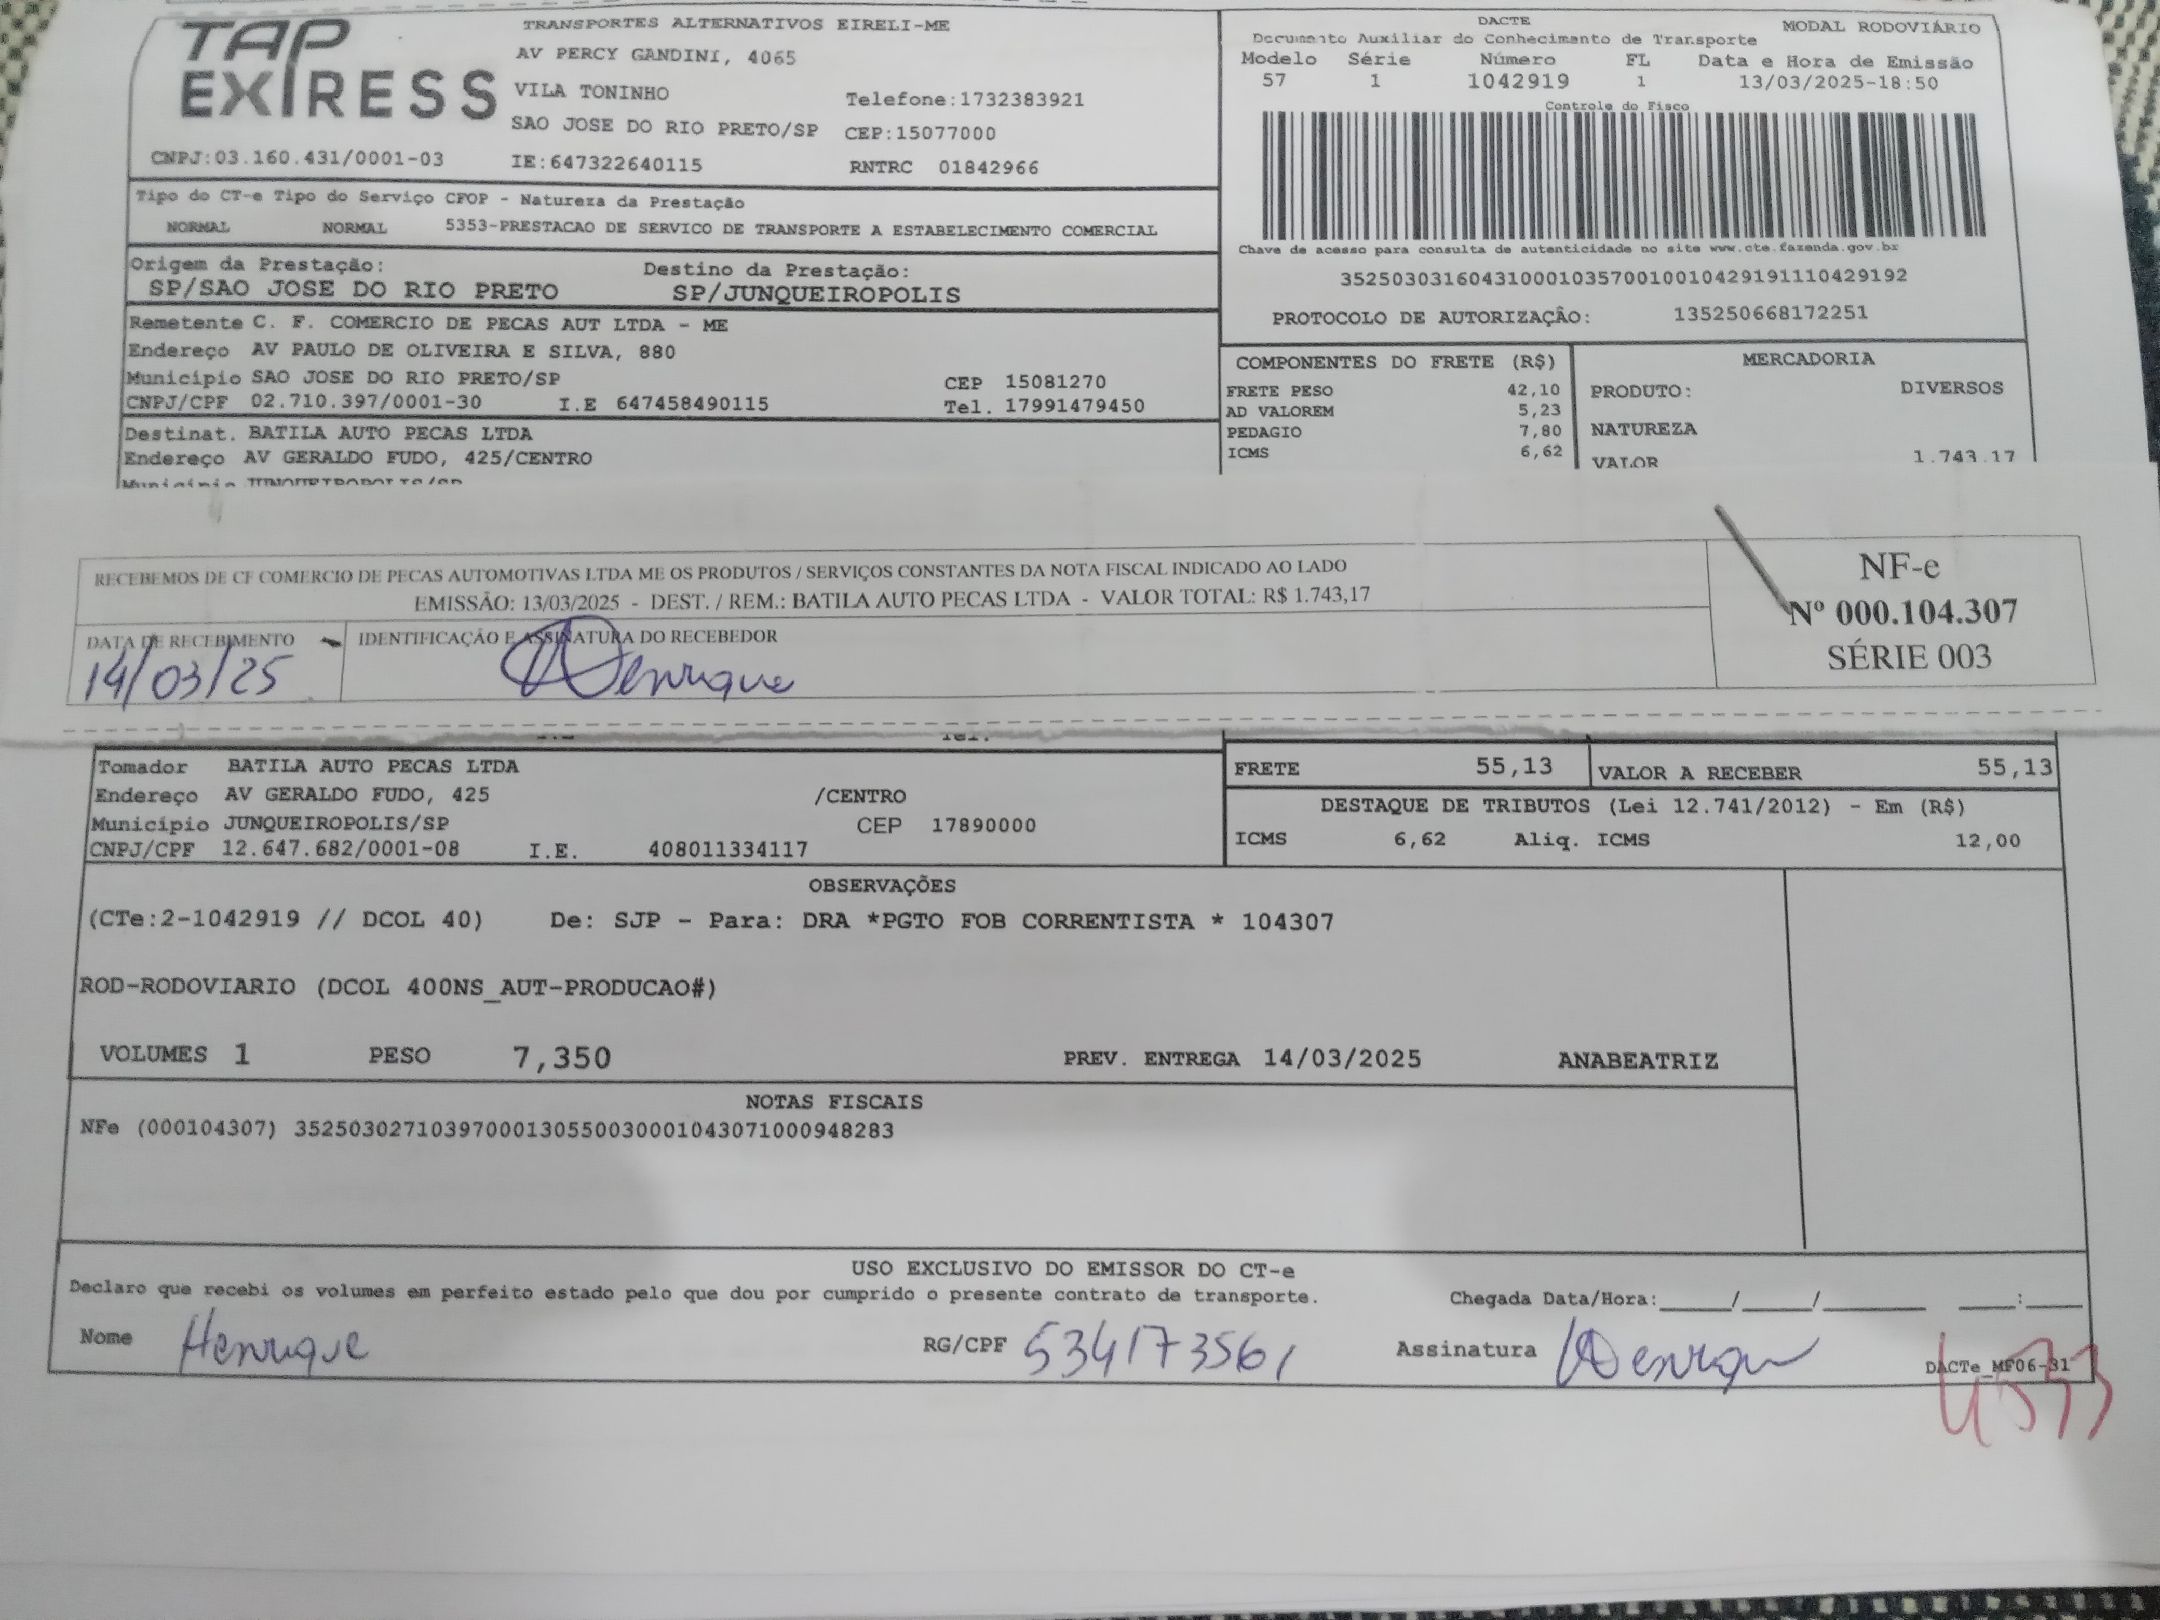 TAP EXPRESS
TRANSPORTES ALTERNATIVOS EIRELI-ME
AV PERCY GANDINI, 4065
VILA TONINHO Telefone:1732383921
SAO JOSE DO RIO PRETO/SP CEP:15077000
CNPJ:03.160.431/0001-03 IE:647322640115 RNTRC 01842966
DACTE MODAL RODOVIÁRIO
Documento Auxiliar do Conhecimento de Transporte
Modelo Série Número FL Data e Hora de Emissão
57 1 1042919 1 13/03/2025-18:50
Controle do Fisco
Chave de acesso para consulta de autenticidade no site www.cte.fazenda.gov.br
35250303160431000103570010010429191110429192
PROTOCOLO DE AUTORIZAÇÃO: 135250668172251
Tipo do CT-e Tipo do Serviço CFOP - Natureza da Prestação
NORMAL NORMAL 5353-PRESTACAO DE SERVICO DE TRANSPORTE A ESTABELECIMENTO COMERCIAL
Origem da Prestação: Destino da Prestação:
SP/SAO JOSE DO RIO PRETO SP/JUNQUEIROPOLIS
Remetente C. F. COMERCIO DE PECAS AUT LTDA - ME
Endereço AV PAULO DE OLIVEIRA E SILVA, 880
Município SAO JOSE DO RIO PRETO/SP CEP 15081270
CNPJ/CPF 02.710.397/0001-30 I.E 647458490115 Tel. 17991479450
Destinat. BATILA AUTO PECAS LTDA
Endereço AV GERALDO FUDO, 425/CENTRO
Município JUNQUEIROPOLIS/SP
COMPONENTES DO FRETE (R$) MERCADORIA
FRETE PESO 42,10 PRODUTO: DIVERSOS
AD VALOREM 5,23
PEDAGIO 7,80 NATUREZA
ICMS 6,62 VALOR 1.743,17
RECEBEMOS DE CF COMERCIO DE PECAS AUTOMOTIVAS LTDA ME OS PRODUTOS / SERVIÇOS CONSTANTES DA NOTA FISCAL INDICADO AO LADO
EMISSÃO: 13/03/2025 - DEST. / REM.: BATILA AUTO PECAS LTDA - VALOR TOTAL: R$ 1.743,17
DATA DE RECEBIMENTO IDENTIFICAÇÃO E ASSINATURA DO RECEBEDOR
14/03/25 Henrique
NF-e
Nº 000.104.307
SÉRIE 003
Tomador BATILA AUTO PECAS LTDA
Endereço AV GERALDO FUDO, 425 /CENTRO
Município JUNQUEIROPOLIS/SP CEP 17890000
CNPJ/CPF 12.647.682/0001-08 I.E. 408011334117
FRETE 55,13 VALOR A RECEBER 55,13
DESTAQUE DE TRIBUTOS (Lei 12.741/2012) - Em (R$)
ICMS 6,62 Aliq. ICMS 12,00
OBSERVAÇÕES
(CTe:2-1042919 // DCOL 40) De: SJP - Para: DRA *PGTO FOB CORRENTISTA * 104307
ROD-RODOVIARIO (DCOL 400NS_AUT-PRODUCAO#)
VOLUMES 1 PESO 7,350 PREV. ENTREGA 14/03/2025 ANABEATRIZ
NOTAS FISCAIS
NFe (000104307) 35250302710397000130550030001043071000948283
USO EXCLUSIVO DO EMISSOR DO CT-e
Declaro que recebi os volumes em perfeito estado pelo que dou por cumprido o presente contrato de transporte. Chegada Data/Hora:_____/_____/_______ ____:____
Nome Henrique RG/CPF 534173561 Assinatura Henrique
DACTe_MF06-31